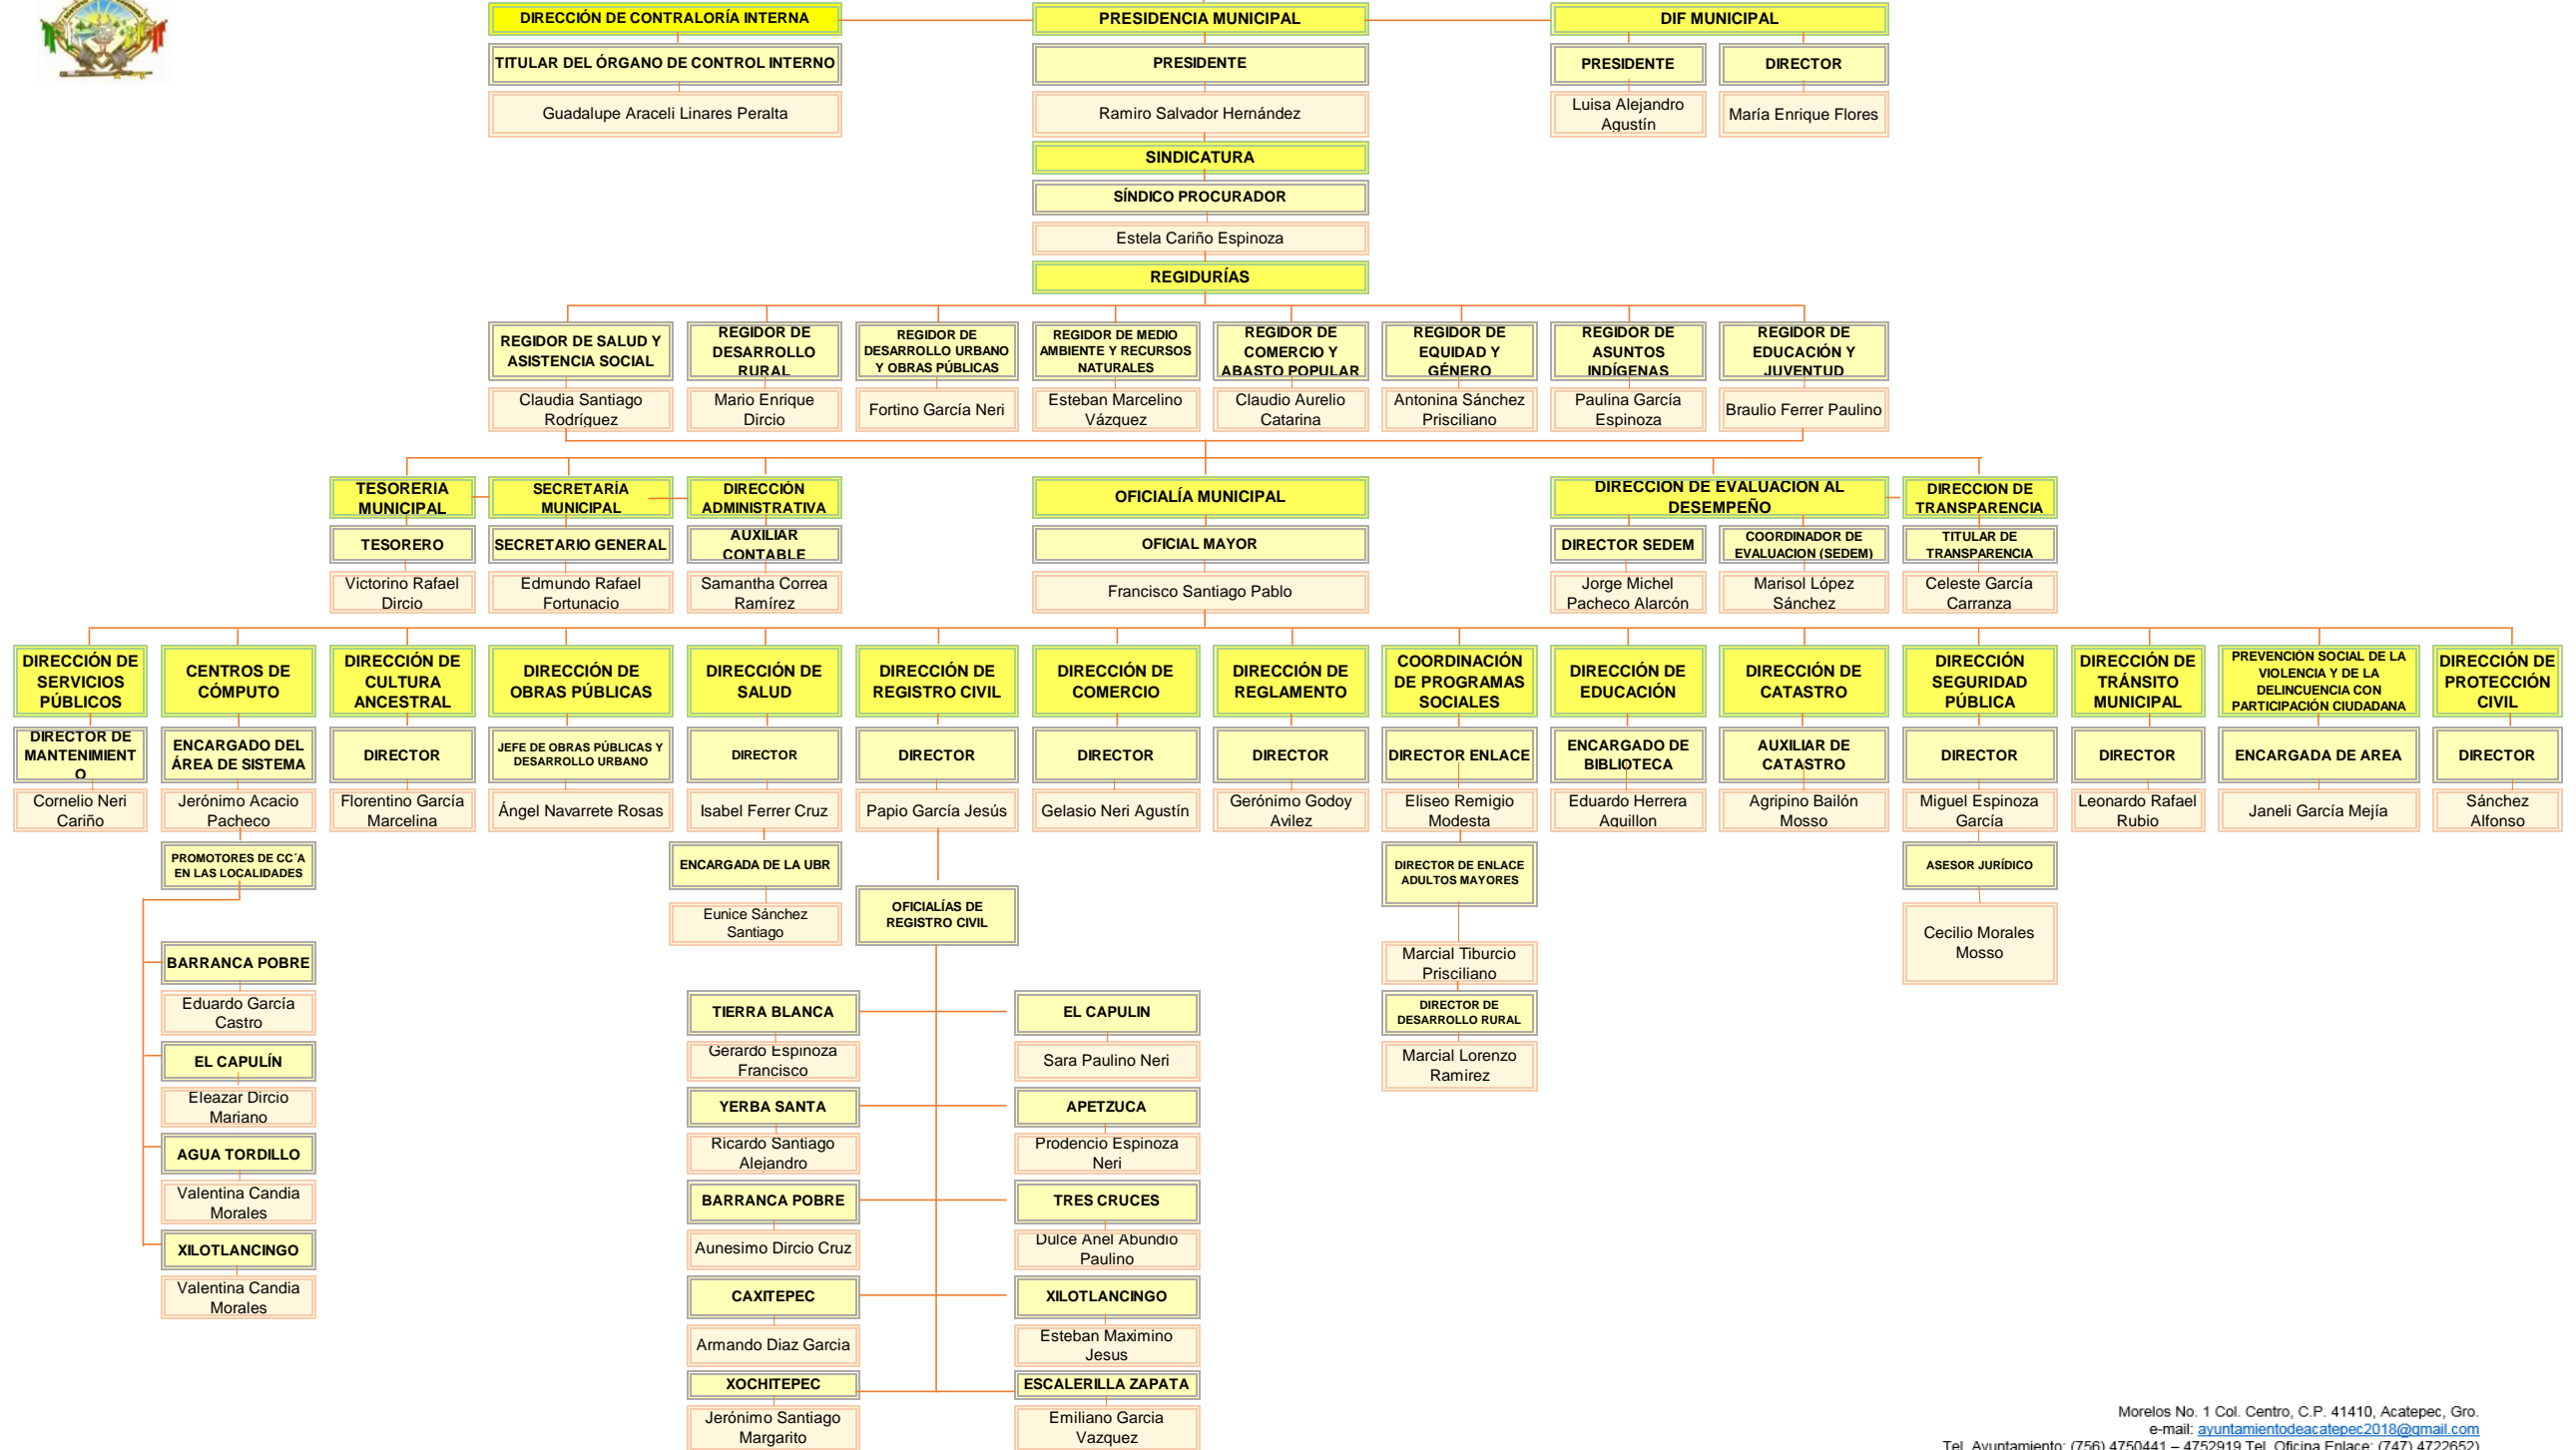 DIRECCIÓN DE CONTRALORÍA INTERNA
PRESIDENCIA MUNICIPAL
DIF MUNICIPAL
TITULAR DEL ÓRGANO DE CONTROL INTERNO
PRESIDENTE
PRESIDENTE
DIRECTOR
Guadalupe Araceli Linares Peralta
Ramiro Salvador Hernández
Luisa Alejandro
Agustín
María Enrique Flores
SINDICATURA
SÍNDICO PROCURADOR
Estela Cariño Espinoza
REGIDURÍAS
REGIDOR DE SALUD Y
ASISTENCIA SOCIAL
REGIDOR DE
DESARROLLO
RURAL
REGIDOR DE
DESARROLLO URBANO
Y OBRAS PÚBLICAS
REGIDOR DE MEDIO
AMBIENTE Y RECURSOS
NATURALES
REGIDOR DE
COMERCIO Y
ABASTO POPULAR
REGIDOR DE
EQUIDAD Y
GÉNERO
REGIDOR DE
ASUNTOS
INDÍGENAS
REGIDOR DE
EDUCACIÓN Y
JUVENTUD
Claudia Santiago
Rodríguez
Mario Enrique
Dircio
Fortino García Neri
Esteban Marcelino
Vázquez
Claudio Aurelio
Catarina
Antonina Sánchez
Prisciliano
Paulina García
Espinoza
Braulio Ferrer Paulino
TESORERIA
MUNICIPAL
SECRETARÍA
MUNICIPAL
DIRECCIÓN
ADMINISTRATIVA
OFICIALÍA MUNICIPAL
DIRECCION DE EVALUACION AL
DESEMPEÑO
DIRECCION DE
TRANSPARENCIA
TESORERO
SECRETARIO GENERAL
AUXILIAR
CONTABLE
OFICIAL MAYOR
DIRECTOR SEDEM
COORDINADOR DE
EVALUACION (SEDEM)
TITULAR DE
TRANSPARENCIA
Victorino Rafael
Dircio
Edmundo Rafael
Fortunacio
Samantha Correa
Ramírez
Francisco Santiago Pablo
Jorge Michel
Pacheco Alarcón
Marisol López
Sánchez
Celeste García
Carranza
DIRECCIÓN DE
SERVICIOS
PÚBLICOS
CENTROS DE
CÓMPUTO
DIRECCIÓN DE
CULTURA
ANCESTRAL
DIRECCIÓN DE
OBRAS PÚBLICAS
DIRECCIÓN DE
SALUD
DIRECCIÓN DE
REGISTRO CIVIL
DIRECCIÓN DE
COMERCIO
DIRECCIÓN DE
REGLAMENTO
COORDINACIÓN
DE PROGRAMAS
SOCIALES
DIRECCIÓN DE
EDUCACIÓN
DIRECCIÓN DE
CATASTRO
DIRECCIÓN
SEGURIDAD
PÚBLICA
DIRECCIÓN DE
TRÁNSITO
MUNICIPAL
PREVENCIÓN SOCIAL DE LA
VIOLENCIA Y DE LA
DELINCUENCIA CON
PARTICIPACIÓN CIUDADANA
DIRECCIÓN DE
PROTECCIÓN
CIVIL
DIRECTOR DE
MANTENIMIENT
O
ENCARGADO DEL
ÁREA DE SISTEMA
DIRECTOR
JEFE DE OBRAS PÚBLICAS Y
DESARROLLO URBANO
DIRECTOR
DIRECTOR
DIRECTOR
DIRECTOR
DIRECTOR ENLACE
ENCARGADO DE
BIBLIOTECA
AUXILIAR DE
CATASTRO
DIRECTOR
DIRECTOR
ENCARGADA DE AREA
DIRECTOR
Cornelio Neri
Cariño
Jerónimo Acacio
Pacheco
Florentino García
Marcelina
Ángel Navarrete Rosas
Isabel Ferrer Cruz
Papio García Jesús
Gelasio Neri Agustín
Gerónimo Godoy
Avilez
Eliseo Remigio
Modesta
Eduardo Herrera
Aguillon
Agripino Bailón
Mosso
Miguel Espinoza
García
Leonardo Rafael
Rubio
Janeli García Mejía
Sánchez
Alfonso
PROMOTORES DE CC´A
EN LAS LOCALIDADES
ENCARGADA DE LA UBR
DIRECTOR DE ENLACE
ADULTOS MAYORES
ASESOR JURÍDICO
Eunice Sánchez
Santiago
OFICIALÍAS DE
REGISTRO CIVIL
Cecilio Morales
Mosso
BARRANCA POBRE
Marcial Tiburcio
Prisciliano
Eduardo García
Castro
TIERRA BLANCA
EL CAPULIN
DIRECTOR DE
DESARROLLO RURAL
EL CAPULÍN
Gerardo Espinoza
Francisco
Sara Paulino Neri
Marcial Lorenzo
Ramirez
Eleazar Dircio
Mariano
YERBA SANTA
APETZUCA
AGUA TORDILLO
Ricardo Santiago
Alejandro
Prodencio Espinoza
Neri
Valentina Candia
Morales
BARRANCA POBRE
TRES CRUCES
XILOTLANCINGO
Aunesimo Dircio Cruz
Dulce Anel Abundio
Paulino
Valentina Candia
Morales
CAXITEPEC
XILOTLANCINGO
Armando Diaz Garcia
Esteban Maximino
Jesus
XOCHITEPEC
ESCALERILLA ZAPATA
Jerónimo Santiago
Margarito
Emiliano Garcia
Vazquez
Morelos No. 1 Col. Centro, C.P. 41410, Acatepec, Gro.
e-mail: ayuntamientodeacatepec2018@gmail.com
Tel. Ayuntamiento: (756) 4750441 – 4752919 Tel. Oficina Enlace: (747) 4722652)